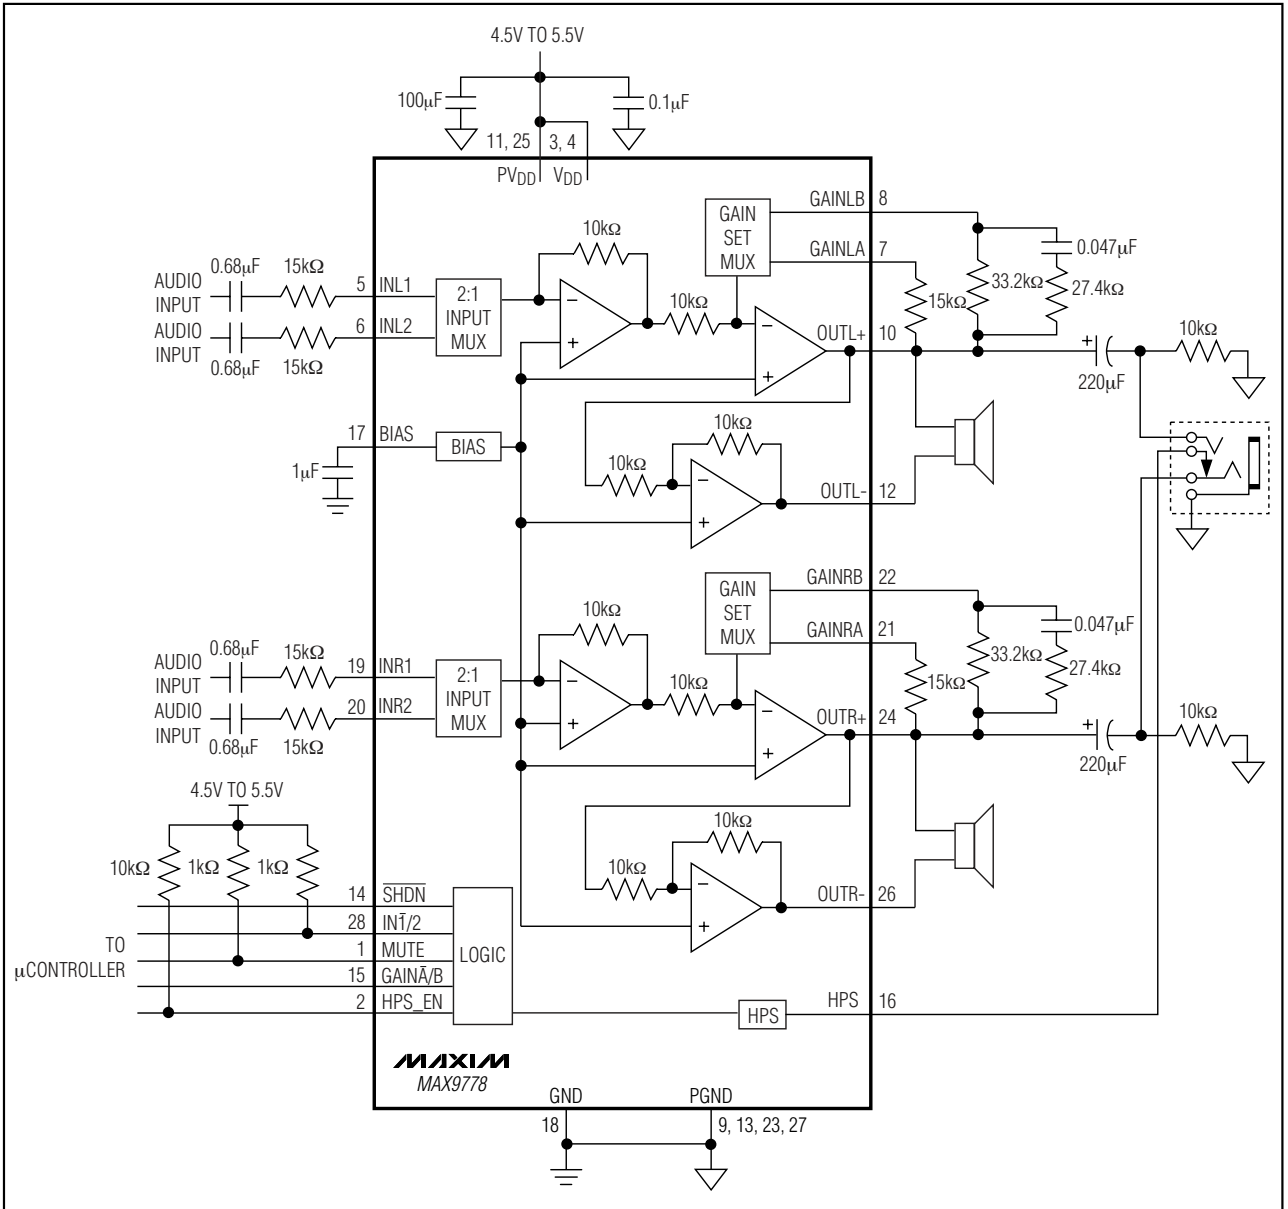 4.5V TO 5.5V
100µF
0.1µF
11, 25
3, 4
PVDD
VDD
GAINLB
8
10kΩ
GAIN
SET
MUX
GAINLA
7
0.047µF
0.68µF
15kΩ
AUDIO
INPUT
5
INL1
2:1
INPUT
MUX
10kΩ
15kΩ
33.2kΩ
27.4kΩ
AUDIO
INPUT
6
INL2
0.68µF
15kΩ
−
+
−
+
OUTL+
10
+
220µF
10kΩ
17
BIAS
BIAS
1µF
10kΩ
10kΩ
−
+
OUTL-
12
GAINRB
22
10kΩ
GAIN
SET
MUX
GAINRA
21
0.047µF
0.68µF
15kΩ
AUDIO
INPUT
19
INR1
2:1
INPUT
MUX
10kΩ
15kΩ
33.2kΩ
27.4kΩ
AUDIO
INPUT
20
INR2
0.68µF
15kΩ
−
+
−
+
OUTR+
24
+
220µF
10kΩ
4.5V TO 5.5V
10kΩ
1kΩ
1kΩ
10kΩ
10kΩ
−
+
OUTR-
26
TO
µCONTROLLER
14
S̅H̅D̅N̅
28
IN1̅/2
1
MUTE
15
GAINA̅/B
2
HPS_EN
LOGIC
HPS
HPS
16
MAXIM
MAX9778
GND
18
PGND
9, 13, 23, 27